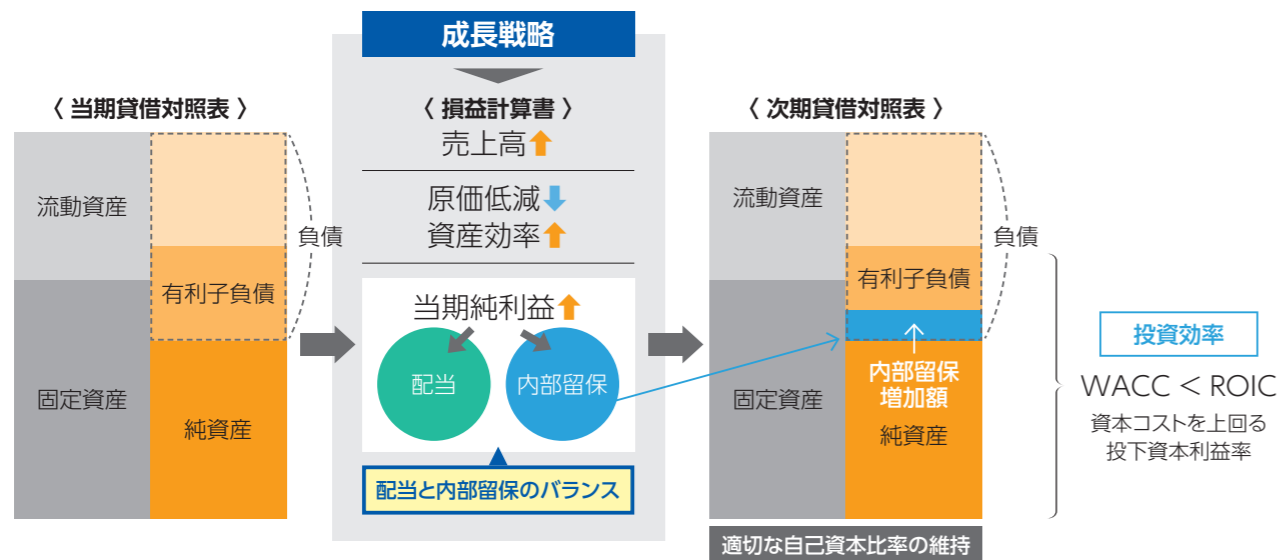 成長戦略
〈 当期貸借対照表 〉
流動資産
固定資産
有利子負債
純資産
負債
〈 損益計算書 〉
売上高
原価低減
資産効率
当期純利益
配当
内部留保
配当と内部留保のバランス
〈 次期貸借対照表 〉
流動資産
固定資産
有利子負債
内部留保
増加額
純資産
負債
適切な自己資本比率の維持
投資効率
WACC < ROIC
資本コストを上回る
投下資本利益率